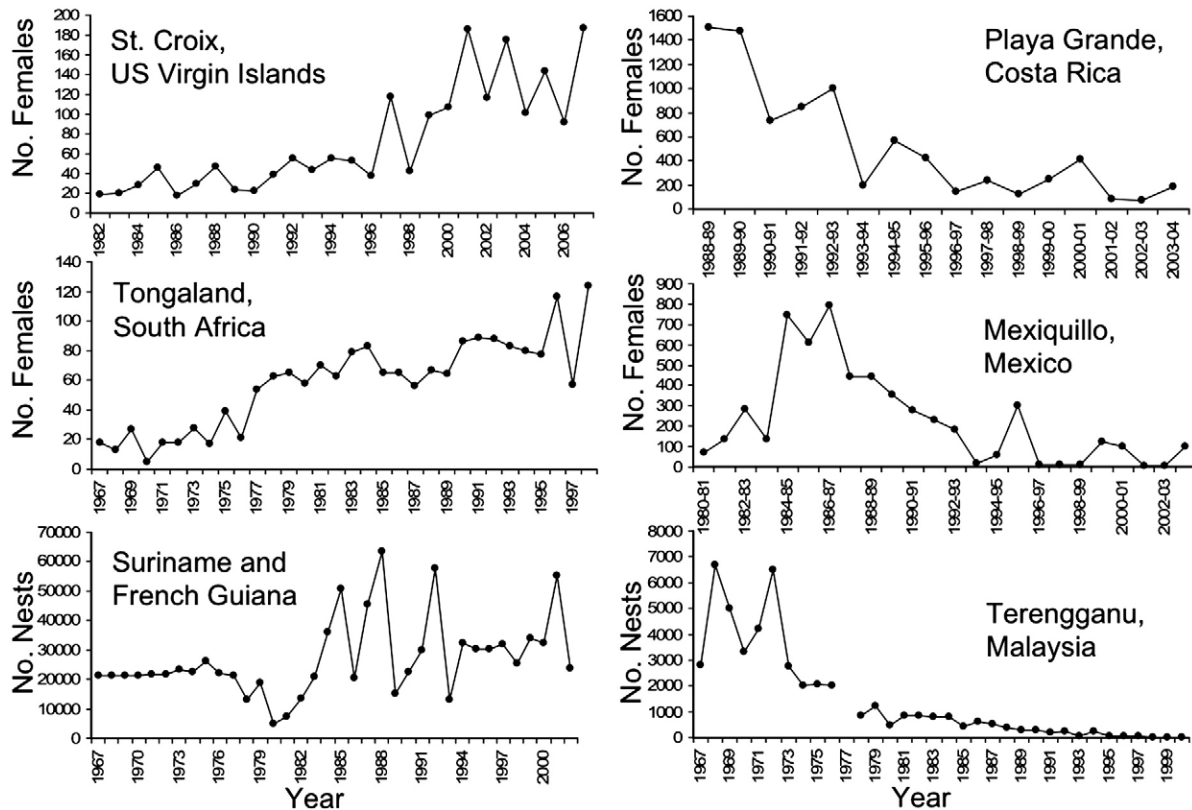 St. Croix,
US Virgin Islands
No. Females
200
180
160
140
120
100
80
60
40
20
0
1982 1984 1986 1988 1990 1992 1994 1996 1998 2000 2002 2004 2006
Playa Grande,
Costa Rica
No. Females
1600
1400
1200
1000
800
600
400
200
0
1988-89 1989-90 1990-91 1991-92 1992-93 1993-94 1994-95 1995-96 1996-97 1997-98 1998-99 1999-00 2000-01 2001-02 2002-03 2003-04
Tongaland,
South Africa
No. Females
140
120
100
80
60
40
20
0
1967 1969 1971 1973 1975 1977 1979 1981 1983 1985 1987 1989 1991 1993 1995 1997
Mexiquillo,
Mexico
No. Females
900
800
700
600
500
400
300
200
100
0
1980-81 1982-83 1984-85 1986-87 1988-89 1990-91 1992-93 1994-95 1996-97 1998-99 2000-01 2002-03
Suriname and
French Guiana
No. Nests
70000
60000
50000
40000
30000
20000
10000
0
1967 1970 1973 1976 1979 1982 1985 1988 1991 1994 1997 2000
Year
Terengganu,
Malaysia
No. Nests
8000
7000
6000
5000
4000
3000
2000
1000
0
1967 1969 1971 1973 1975 1977 1979 1981 1983 1985 1987 1989 1991 1993 1995 1997 1999
Year